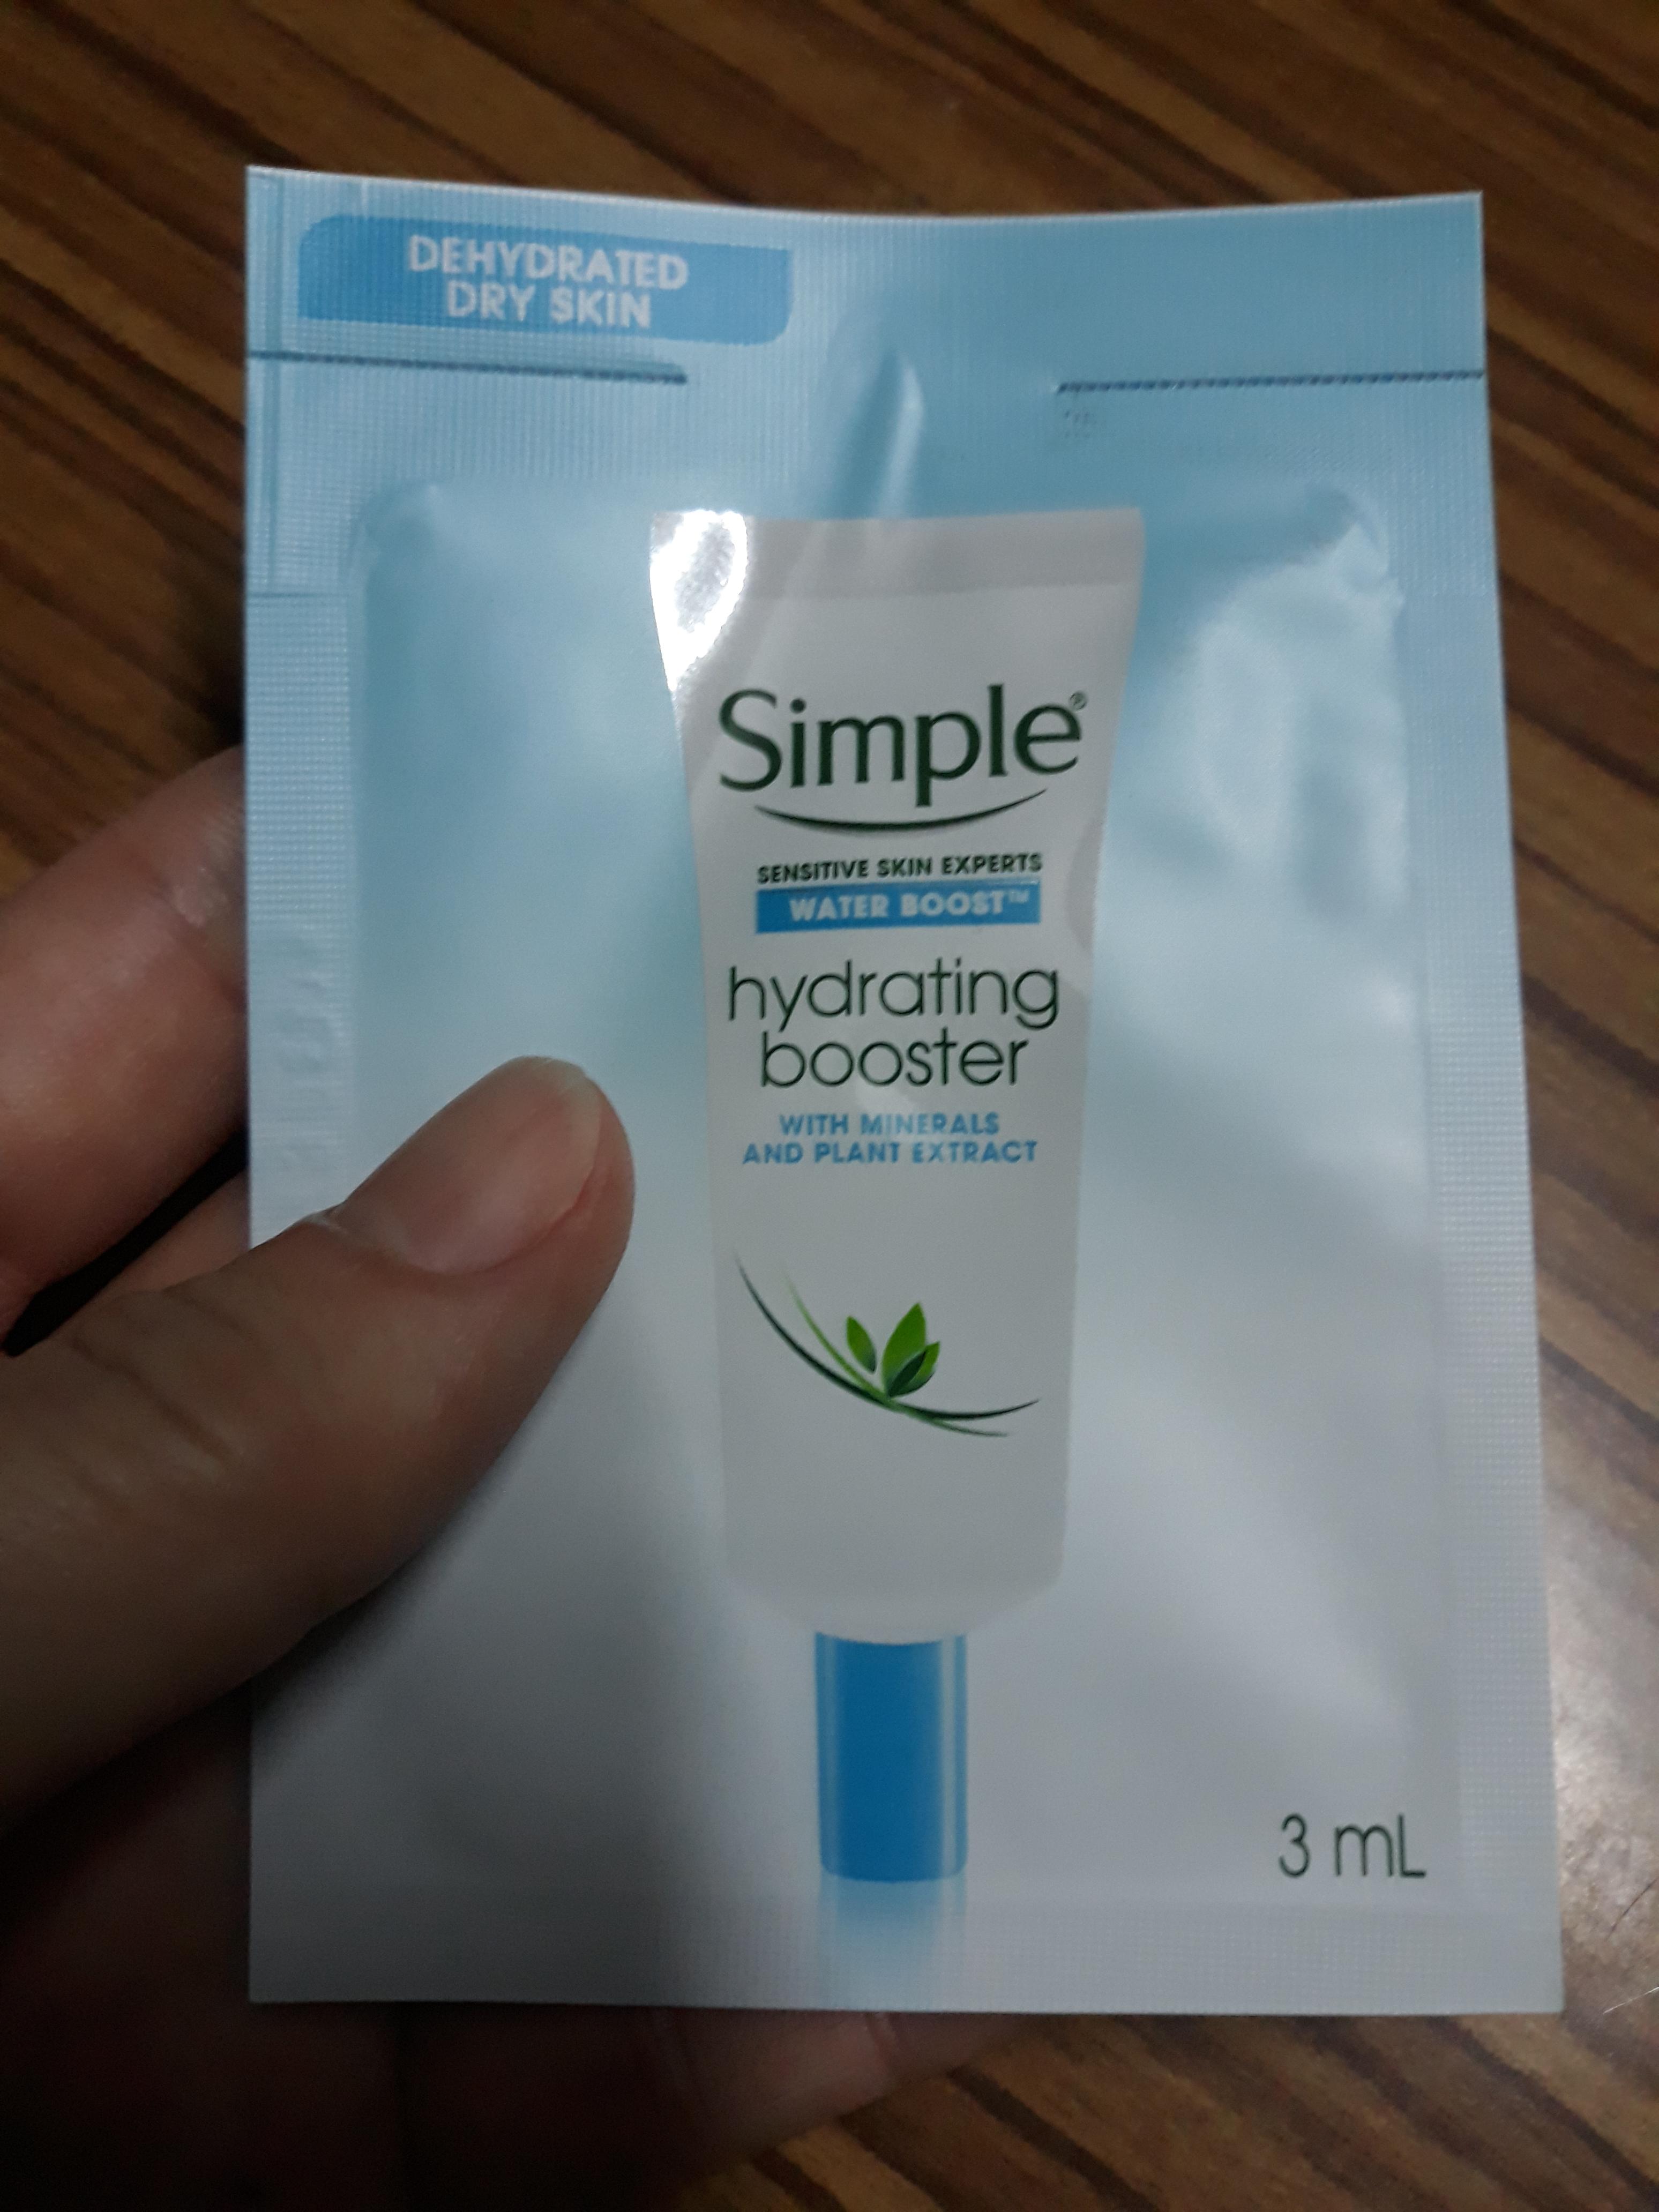 DEHYDRATED
DRY SKIN
Simple®
SENSITIVE SKIN EXPERTS
WATER BOOST™
hydrating
booster
WITH MINERALS
AND PLANT EXTRACT
3 mL